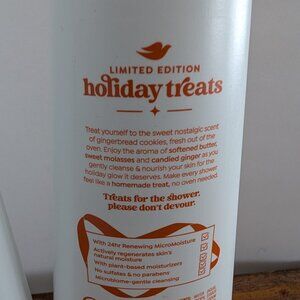 LIMITED EDITION
holiday treats
Treat yourself to the sweet nostalgic scent
of gingerbread cookies, fresh out of the
oven. Enjoy the aroma of softened butter,
sweet molasses and candied ginger as you
gently cleanse & nourish your skin for the
holiday glow it deserves. Make every shower
feel like a homemade treat, no oven needed.
Treats for the shower,
please don't devour.
With 24hr Renewing MicroMoisture
Actively regenerates skin's
natural moisture
With plant-based moisturizers
No sulfates & no parabens
Microbiome-gentle cleansing